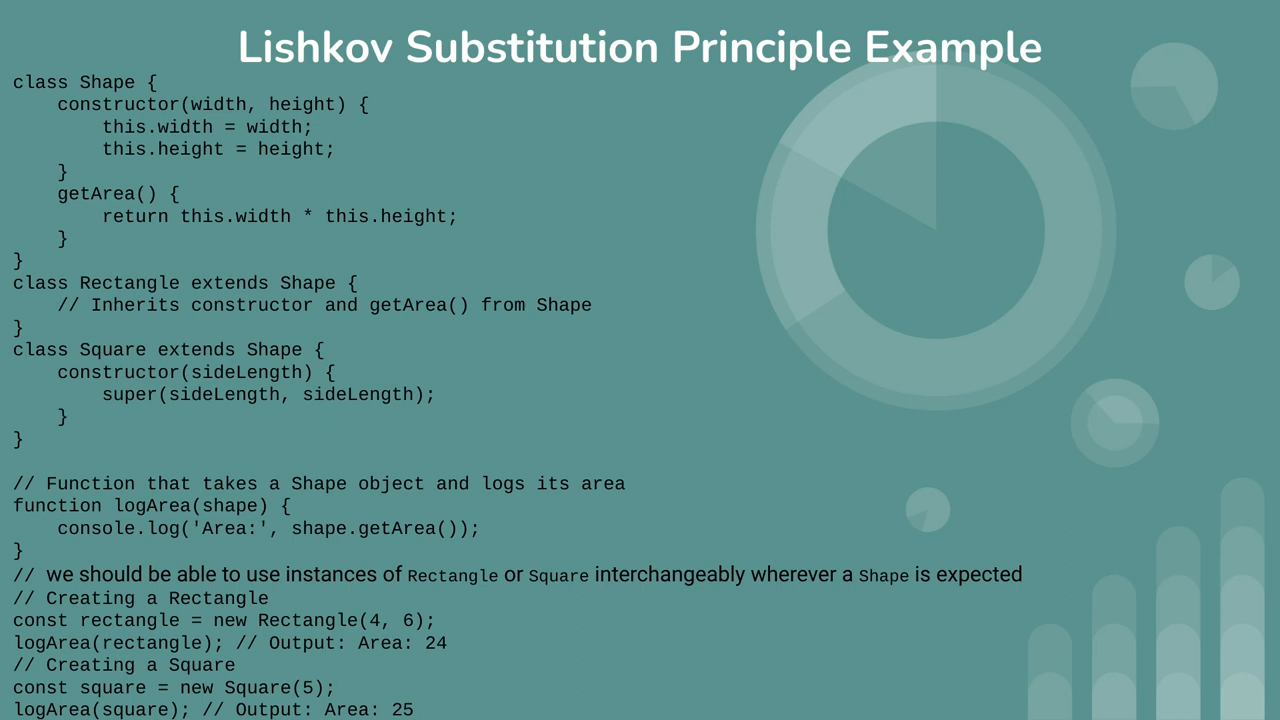 Lishkov Substitution Principle Example
class Shape {
    constructor(width, height) {
        this.width = width;
        this.height = height;
    }
    getArea() {
        return this.width * this.height;
    }
}
class Rectangle extends Shape {
    // Inherits constructor and getArea() from Shape
}
class Square extends Shape {
    constructor(sideLength) {
        super(sideLength, sideLength);
    }
}

// Function that takes a Shape object and logs its area
function logArea(shape) {
    console.log('Area:', shape.getArea());
}
// we should be able to use instances of Rectangle or Square interchangeably wherever a Shape is expected
// Creating a Rectangle
const rectangle = new Rectangle(4, 6);
logArea(rectangle); // Output: Area: 24
// Creating a Square
const square = new Square(5);
logArea(square); // Output: Area: 25